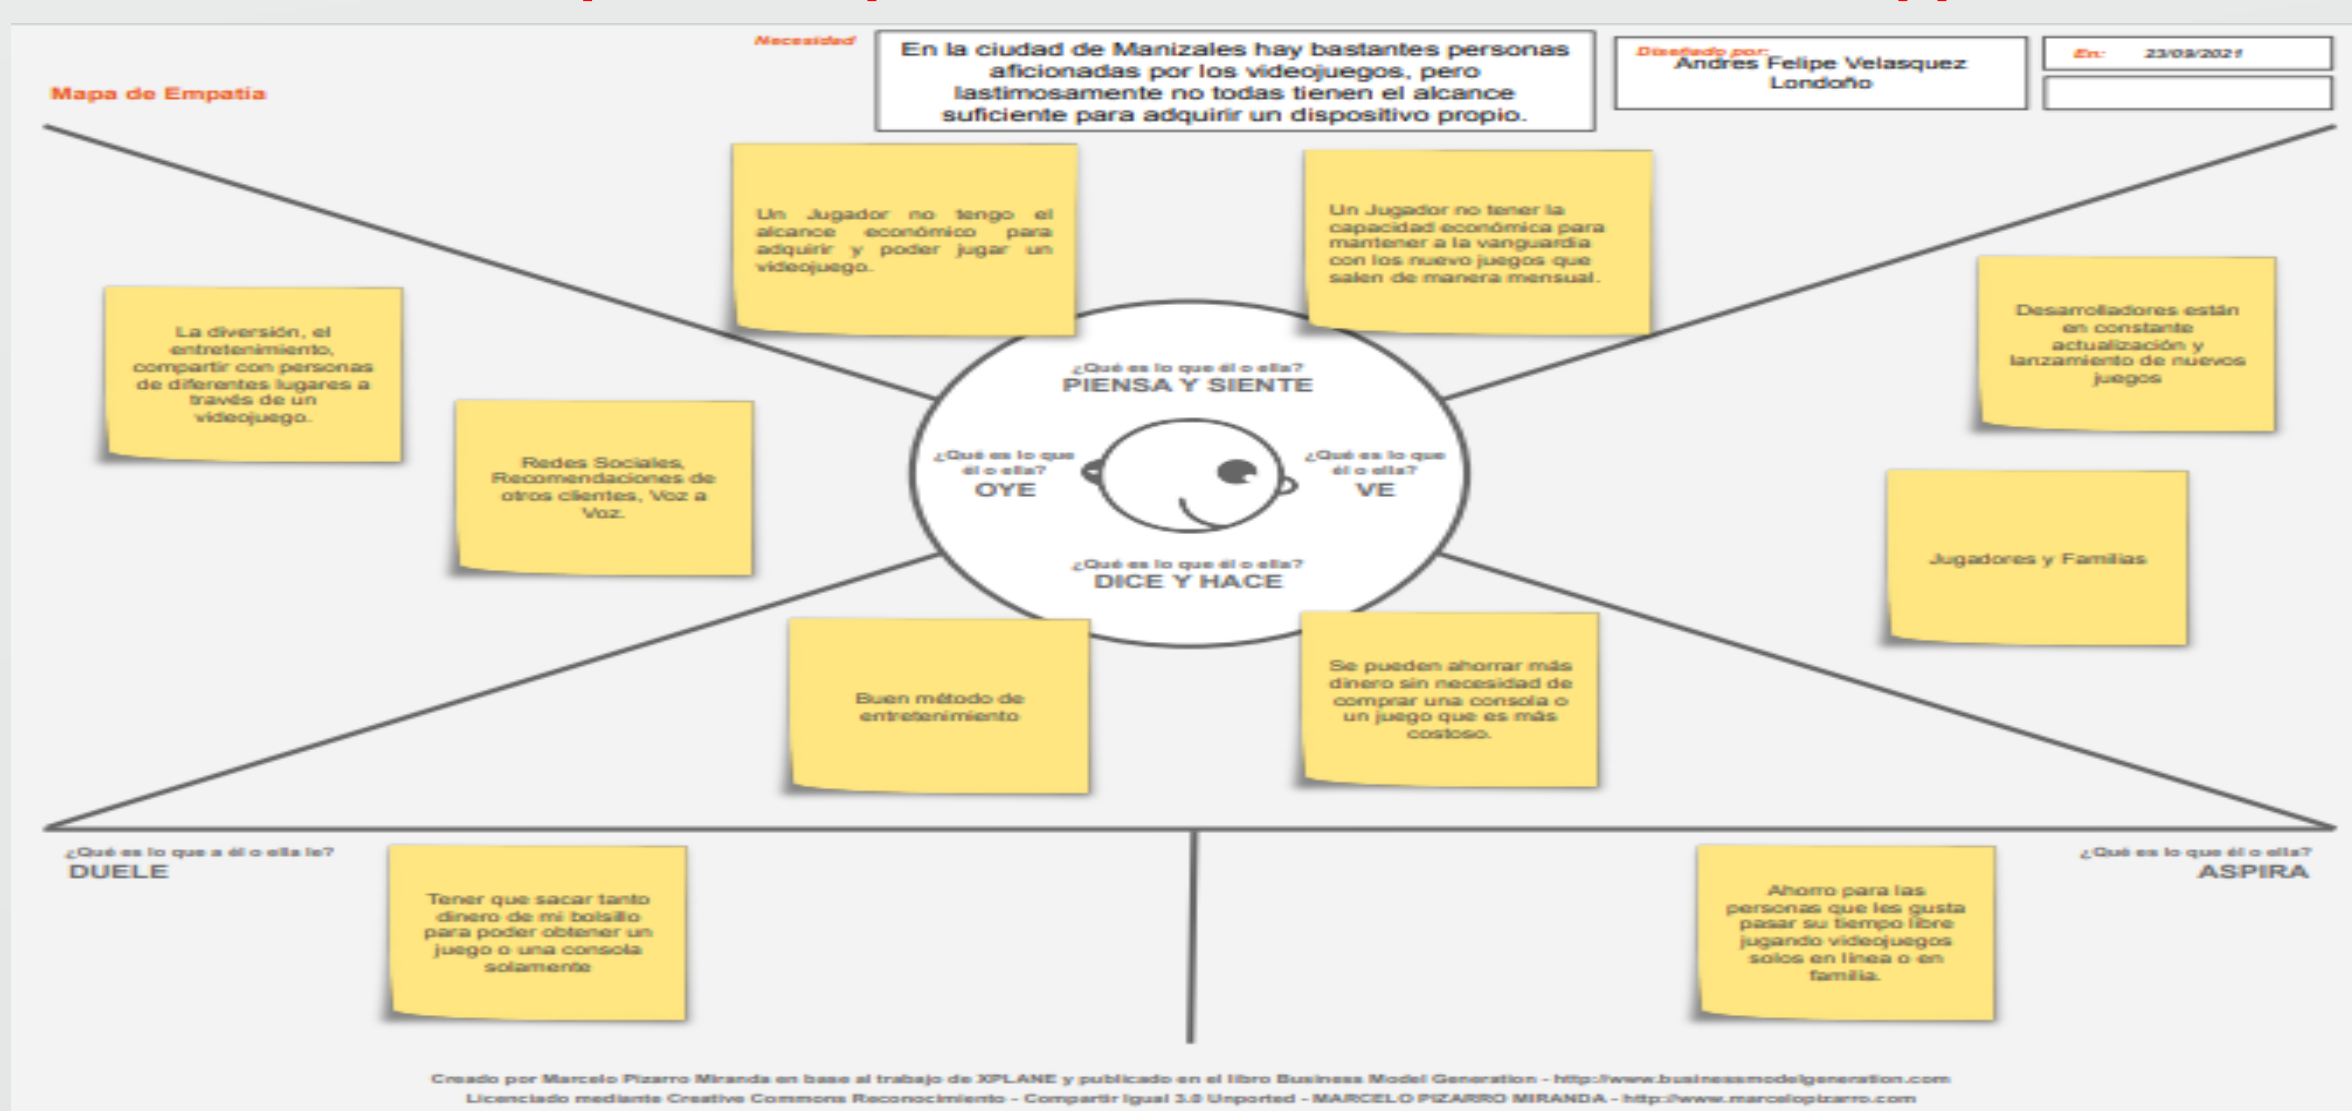 Mapa de Empatía
Necesidad
En la ciudad de Manizales hay bastantes personas
aficionadas por los videojuegos, pero
lastimosamente no todas tienen el alcance
suficiente para adquirir un dispositivo propio.
Diseñado por:
Andres Felipe Velasquez
Londoño
En: 23/09/2021
Un Jugador no tengo el
alcance económico para
adquirir y poder jugar un
videojuego.
Un Jugador no tener la
capacidad económica para
mantener a la vanguardia
con los nuevo juegos que
salen de manera mensual.
La diversión, el
entretenimiento,
compartir con personas
de diferentes lugares a
través de un
videojuego.
Redes Sociales,
Recomendaciones de
otros clientes, Voz a
Voz.
Desarrolladores están
en constante
actualización y
lanzamiento de nuevos
juegos
Jugadores y Familias
¿Qué es lo que él o ella?
PIENSA Y SIENTE
¿Qué es lo que
él o ella?
OYE
¿Qué es lo que
él o ella?
VE
¿Qué es lo que él o ella?
DICE Y HACE
Buen método de
entretenimiento
Se pueden ahorrar más
dinero sin necesidad de
comprar una consola o
un juego que es más
costoso.
¿Qué es lo que a él o ella le?
DUELE
Tener que sacar tanto
dinero de mi bolsillo
para poder obtener un
juego o una consola
solamente
¿Qué es lo que él o ella?
ASPIRA
Ahorro para las
personas que les gusta
pasar su tiempo libre
jugando videojuegos
solos en línea o en
familia.
Creado por Marcelo Pizarro Miranda en base al trabajo de XPLANE y publicado en el libro Business Model Generation - http://www.businessmodelgeneration.com
Licenciado mediante Creative Commons Reconocimiento - Compartir Igual 3.0 Unported - MARCELO PIZARRO MIRANDA - http://www.marcelopizarro.com